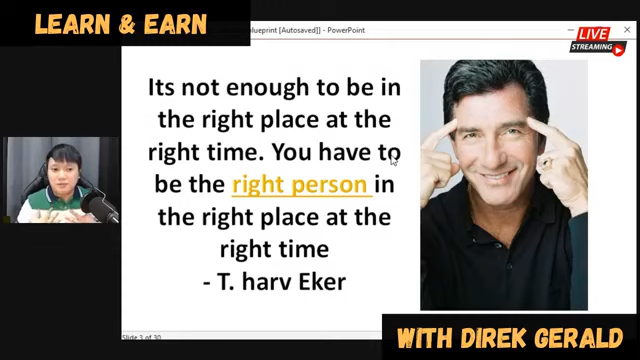 LEARN & EARN
lueprint [Autosaved]] - PowerPoint
LIVE
STREAMING
Its not enough to be in
the right place at the
right time. You have to
be the right person in
the right place at the
right time
- T. harv Eker
Slide 3 of 30
WITH DIREK GERALD